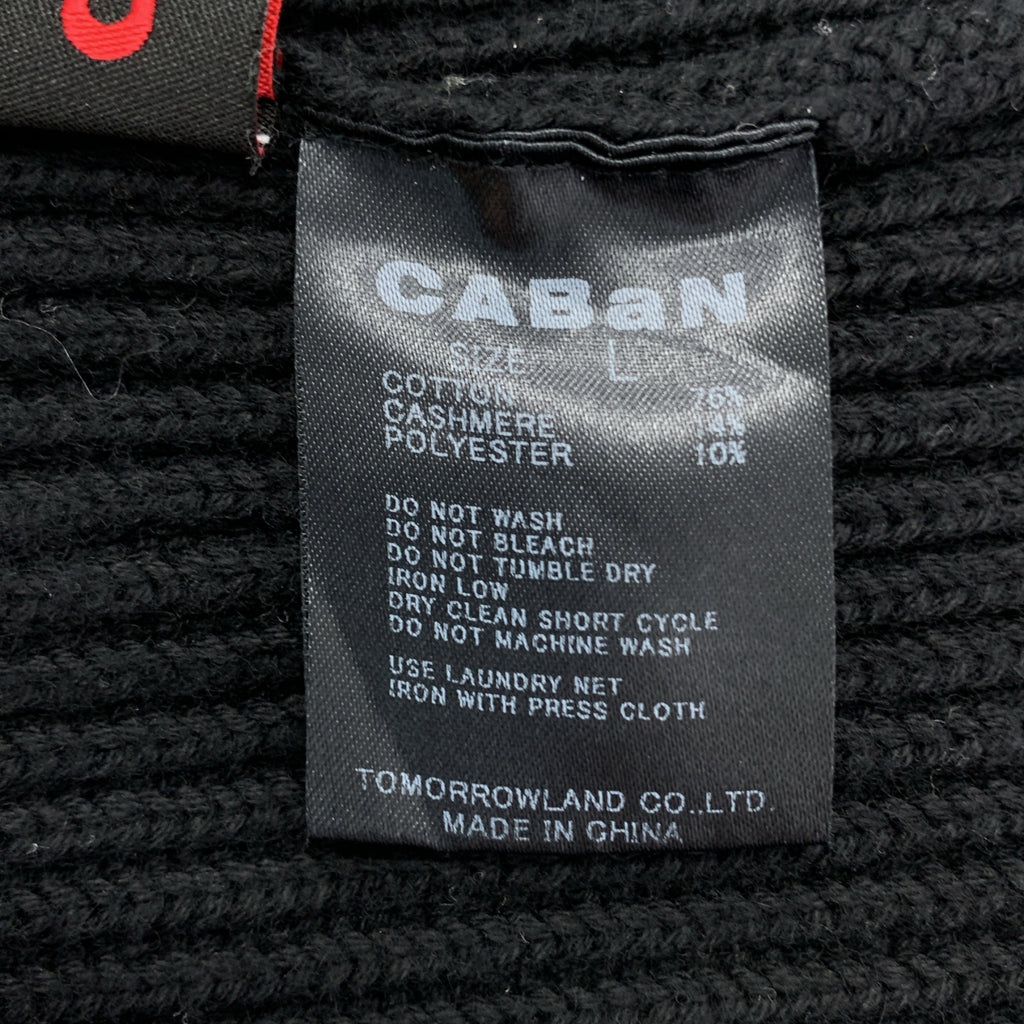 CABaN
SIZE L
COTTON 76%
CASHMERE 14%
POLYESTER 10%
DO NOT WASH
DO NOT BLEACH
DO NOT TUMBLE DRY
IRON LOW
DRY CLEAN SHORT CYCLE
DO NOT MACHINE WASH
USE LAUNDRY NET
IRON WITH PRESS CLOTH
TOMORROWLAND CO.,LTD.
MADE IN CHINA